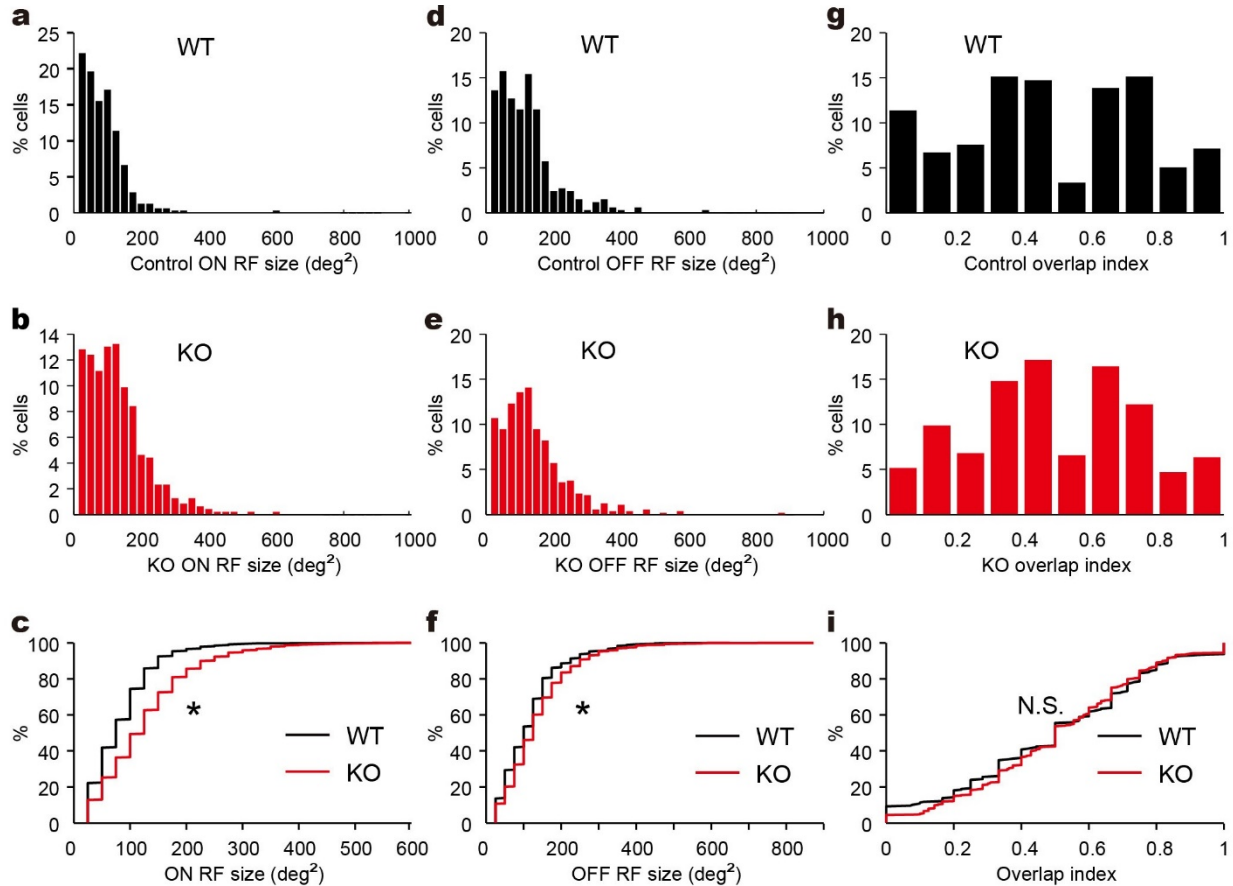 a
WT
25
20
15
10
5
0
% cells
0 200 400 600 800 1000
Control ON RF size (deg²)
d
WT
20
15
10
5
0
% cells
0 200 400 600 800 1000
Control OFF RF size (deg²)
g
20
15
10
5
0
% cells
0 0.2 0.4 0.6 0.8 1
Control overlap index
b
KO
14
12
10
8
6
4
2
0
% cells
0 200 400 600 800 1000
KO ON RF size (deg²)
e
KO
20
15
10
5
0
% cells
0 200 400 600 800 1000
KO OFF RF size (deg²)
h
KO
20
15
10
5
0
% cells
0 0.2 0.4 0.6 0.8 1
KO overlap index
c
100
80
60
40
20
0
%
*
WT
KO
0 100 200 300 400 500 600
ON RF size (deg²)
f
100
80
60
40
20
0
%
*
WT
KO
0 200 400 600 800
OFF RF size (deg²)
i
100
80
60
40
20
0
%
N.S.
WT
KO
0 0.2 0.4 0.6 0.8 1
Overlap index